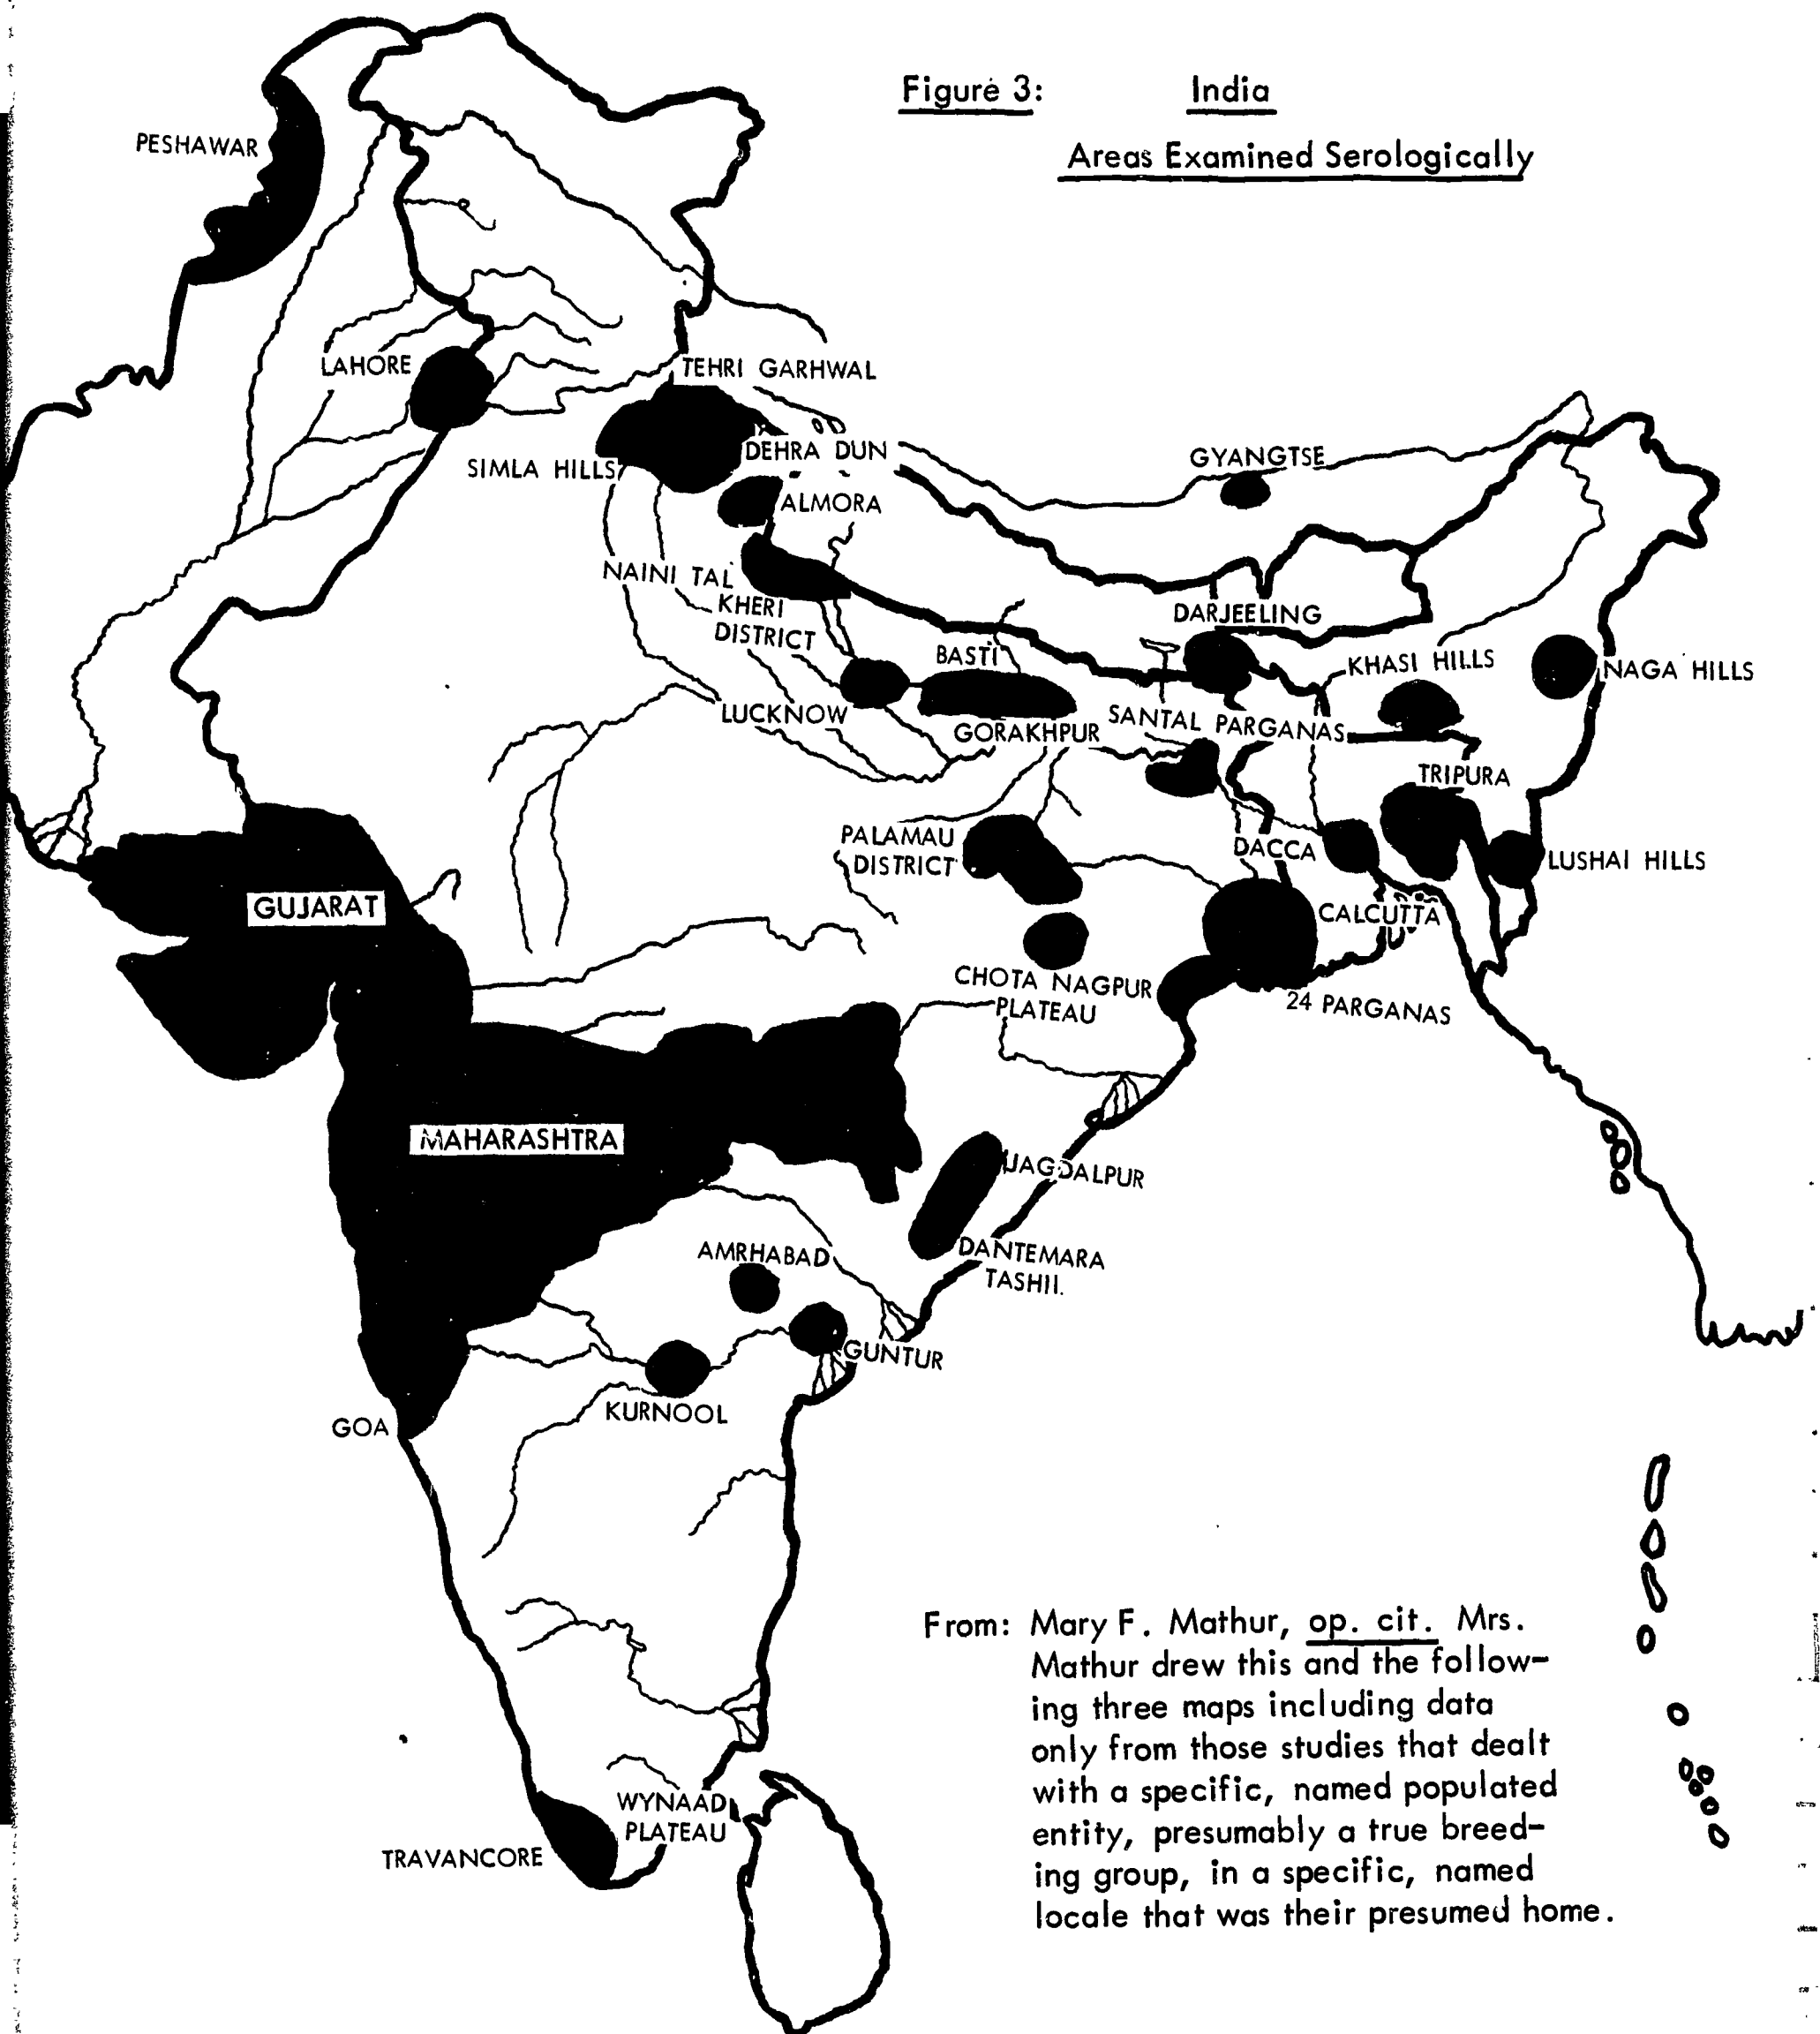 Figure 3: India
Areas Examined Serologically
PESHAWAR
LAHORE
TEHRI GARHWAL
DEHRA DUN
SIMLA HILLS
GYANGTSE
ALMORA
NAINI TAL
KHERI
DISTRICT
DARJEELING
BASTI
KHASI HILLS
NAGA HILLS
LUCKNOW
GORAKHPUR
SANTAL PARGANAS
TRIPURA
PALAMAU
DISTRICT
DACCA
LUSHAI HILLS
GUJARAT
CALCUTTA
CHOTA NAGPUR
PLATEAU
24 PARGANAS
MAHARASHTRA
JAGDALPUR
AMRHABAD
DANTEMARA
TASHIL
GUNTUR
KURNOOL
GOA
WYNAAD
PLATEAU
TRAVANCORE
From: Mary F. Mathur, op. cit. Mrs.
Mathur drew this and the follow-
ing three maps including data
only from those studies that dealt
with a specific, named populated
entity, presumably a true breed-
ing group, in a specific, named
locale that was their presumed home.